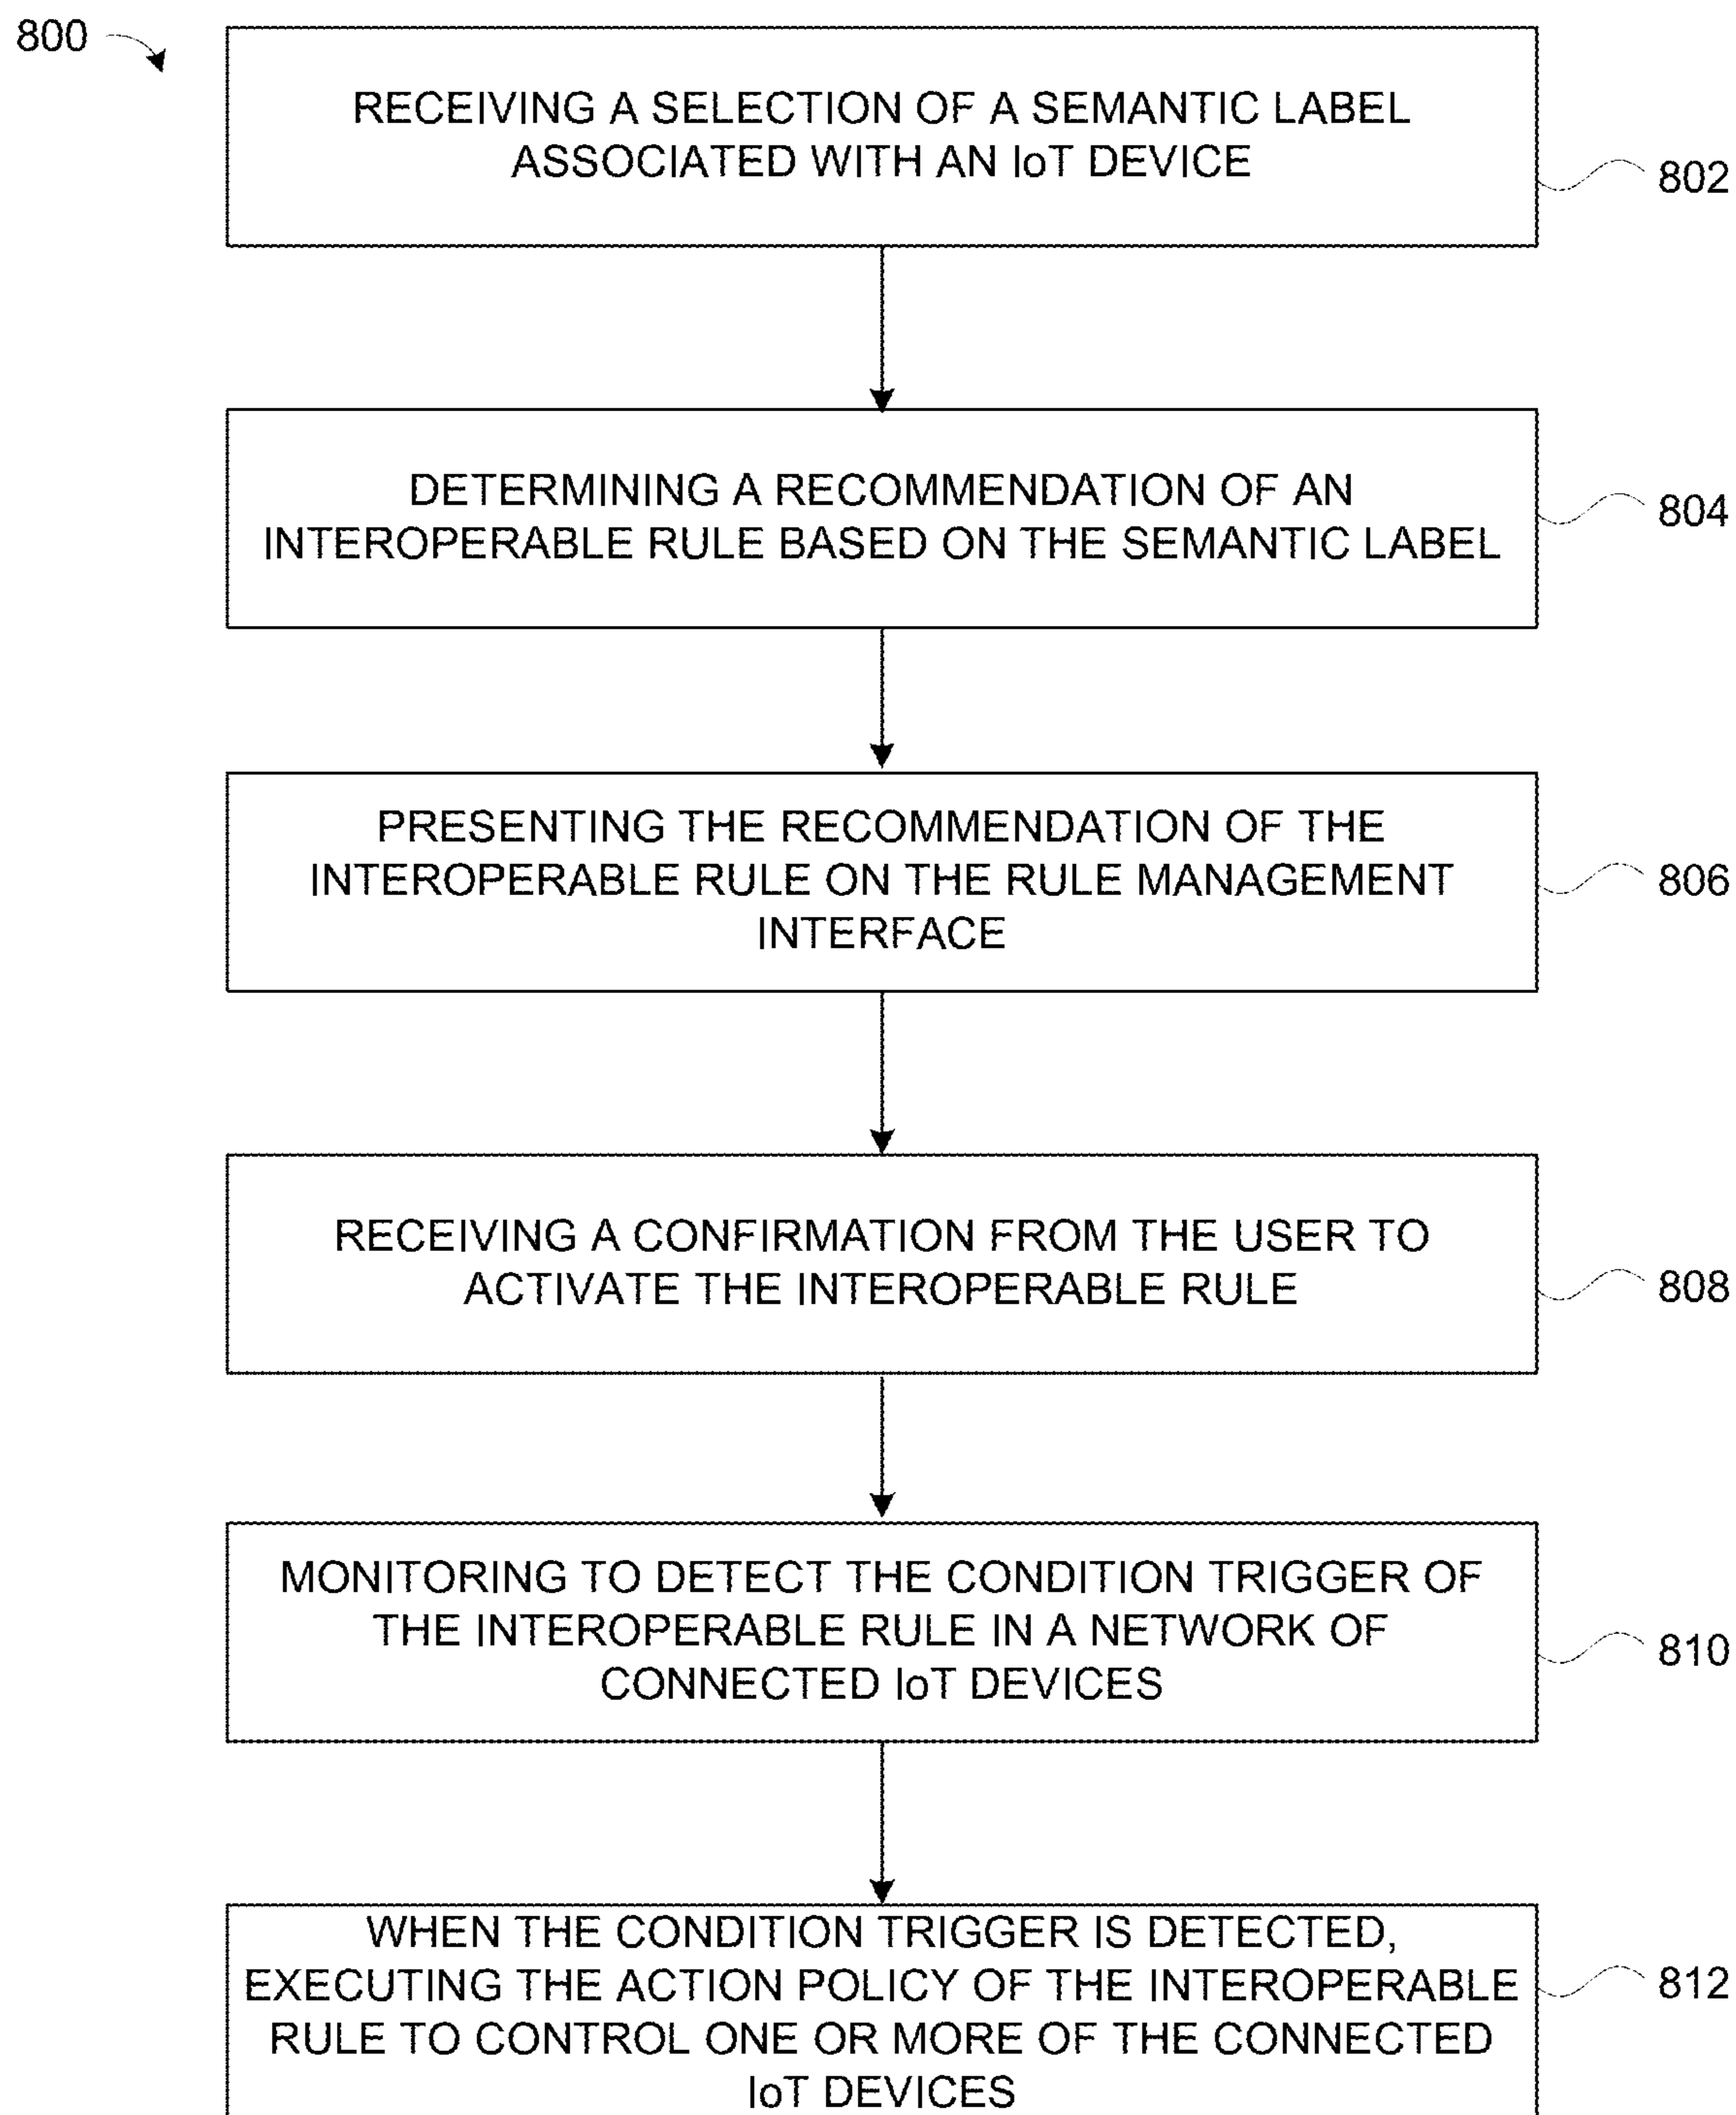 800
RECEIVING A SELECTION OF A SEMANTIC LABEL
ASSOCIATED WITH AN IoT DEVICE
802
DETERMINING A RECOMMENDATION OF AN
INTEROPERABLE RULE BASED ON THE SEMANTIC LABEL
804
PRESENTING THE RECOMMENDATION OF THE
INTEROPERABLE RULE ON THE RULE MANAGEMENT
INTERFACE
806
RECEIVING A CONFIRMATION FROM THE USER TO
ACTIVATE THE INTEROPERABLE RULE
808
MONITORING TO DETECT THE CONDITION TRIGGER OF
THE INTEROPERABLE RULE IN A NETWORK OF
CONNECTED IoT DEVICES
810
WHEN THE CONDITION TRIGGER IS DETECTED,
EXECUTING THE ACTION POLICY OF THE INTEROPERABLE
RULE TO CONTROL ONE OR MORE OF THE CONNECTED
IoT DEVICES
812